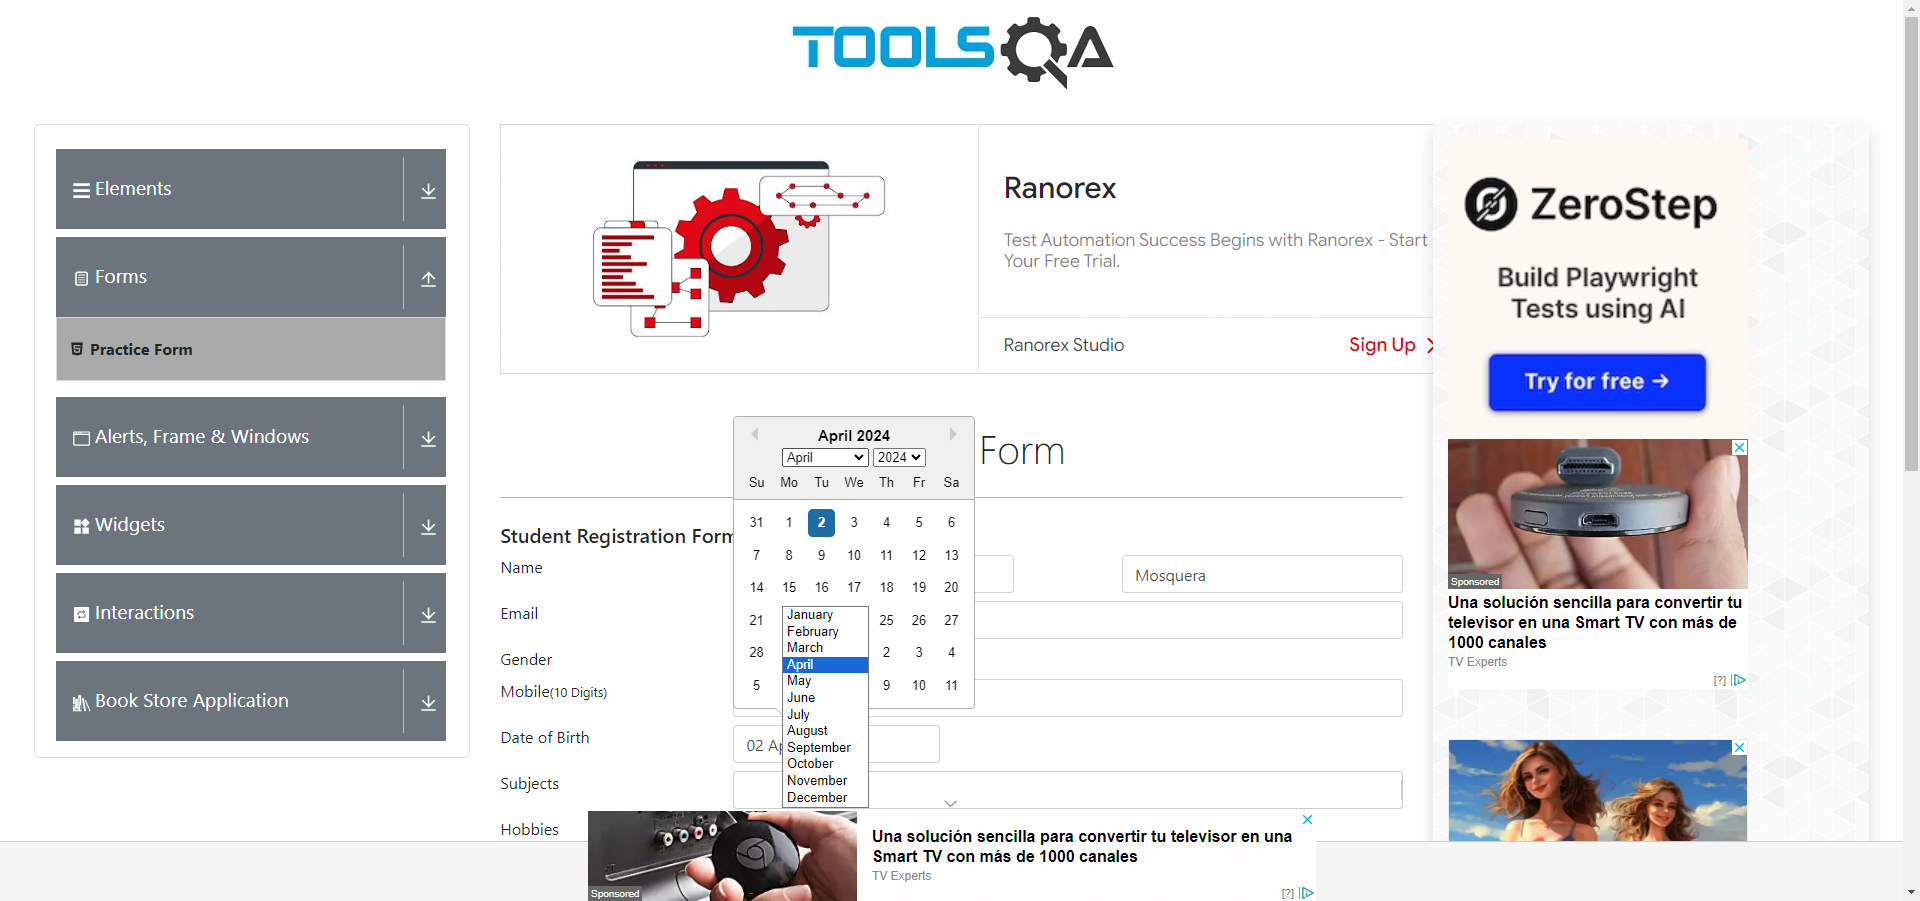 TOOLSQA
Elements
Forms
Practice Form
Alerts, Frame & Windows
Widgets
Interactions
Book Store Application
Ranorex
Test Automation Success Begins with Ranorex - Start
Your Free Trial.
Ranorex Studio
Sign Up
Form
Student Registration Form
Name
Mosquera
Email
Gender
Mobile(10 Digits)
Date of Birth
02 Ap
Subjects
Hobbies
April 2024
April 2024
Su Mo Tu We Th Fr Sa
31 1 2 3 4 5 6
7 8 9 10 11 12 13
14 15 16 17 18 19 20
21 25 26 27
28 2 3 4
5 9 10 11
January
February
March
April
May
June
July
August
September
October
November
December
ZeroStep
Build Playwright
Tests using AI
Try for free →
Sponsored
Una solución sencilla para convertir tu
televisor en una Smart TV con más de
1000 canales
TV Experts
[?]
Sponsored
Una solución sencilla para convertir tu televisor en una
Smart TV con más de 1000 canales
TV Experts
[?]